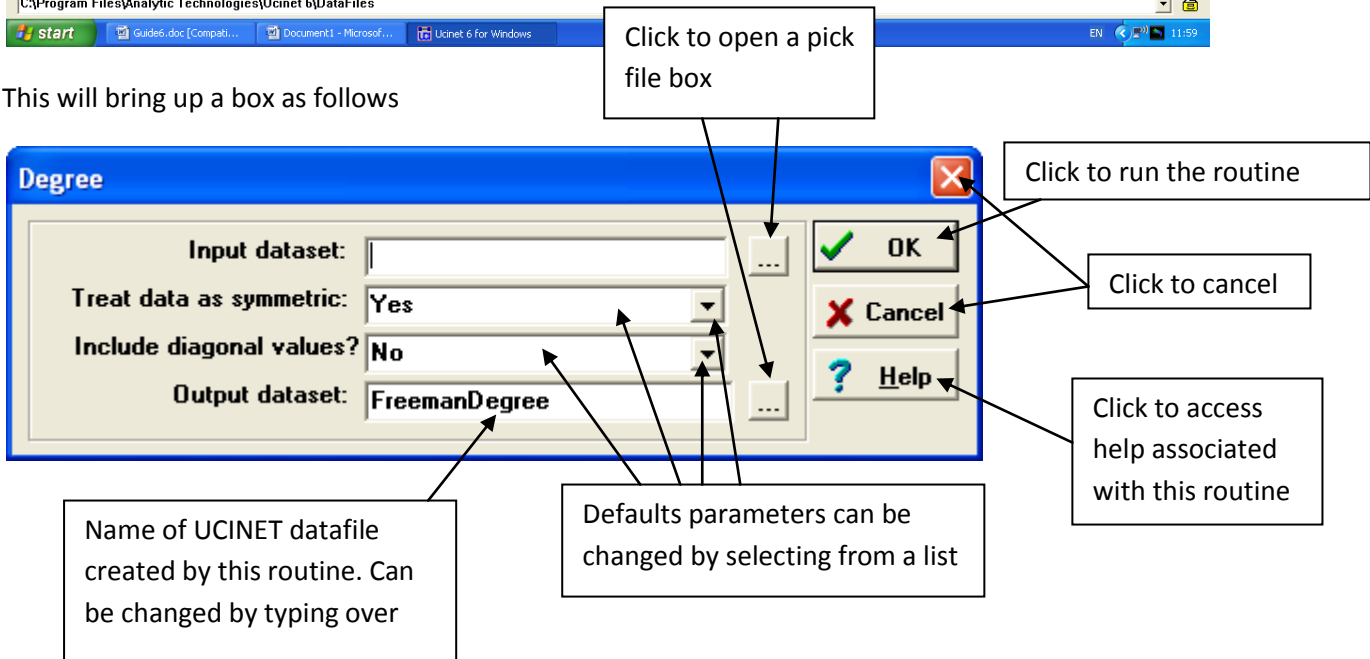 C:\Program Files\Analytic Technologies\Ucinet 6\DataFiles
start
Guide6.doc [Compati...
Document1 - Microsof...
Ucinet 6 for Windows
EN
11:59
Click to open a pick
file box
This will bring up a box as follows
Degree
Click to run the routine
Input dataset:
...
OK
Click to cancel
Treat data as symmetric:
Yes
Cancel
Include diagonal values?
No
Help
Output dataset:
FreemanDegree
...
Click to access
help associated
with this routine
Defaults parameters can be
changed by selecting from a list
Name of UCINET datafile
created by this routine. Can
be changed by typing over